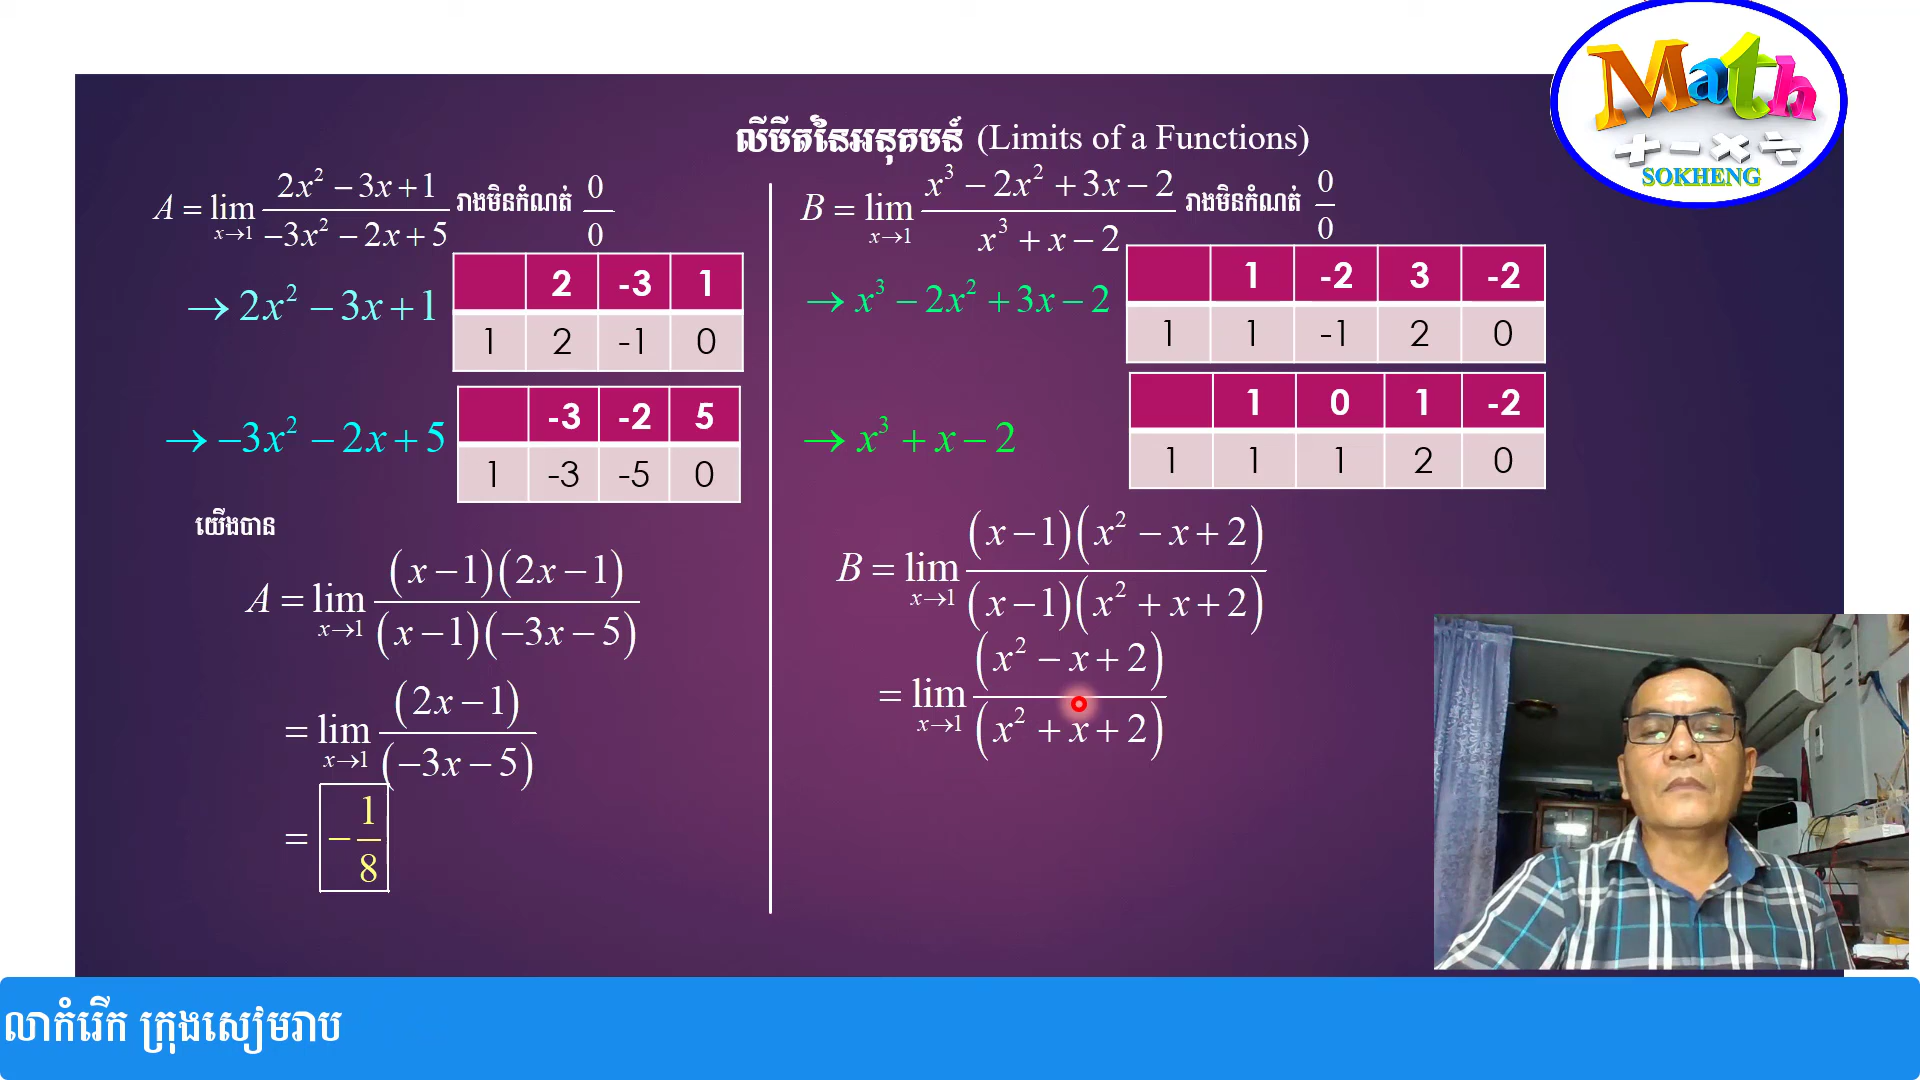 Math
+ − × ÷
SOKHENG
លីមីតនៃអនុគមន៍ (Limits of a Functions)
A = lim x→1 (2x² − 3x + 1)/(−3x² − 2x + 5) រាងមិនកំណត់ 0/0
→ 2x² − 3x + 1
2 -3 1
1 2 -1 0
→ −3x² − 2x + 5
-3 -2 5
1 -3 -5 0
យើងបាន
A = lim x→1 (x − 1)(2x − 1)/(x − 1)(−3x − 5)
= lim x→1 (2x − 1)/(−3x − 5)
= −1/8
B = lim x→1 (x³ − 2x² + 3x − 2)/(x³ + x − 2) រាងមិនកំណត់ 0/0
→ x³ − 2x² + 3x − 2
1 -2 3 -2
1 1 -1 2 0
→ x³ + x − 2
1 0 1 -2
1 1 1 2 0
B = lim x→1 (x − 1)(x² − x + 2)/(x − 1)(x² + x + 2)
= lim x→1 (x² − x + 2)/(x² + x + 2)
លាកំរើក ក្រុងសៀមរាប